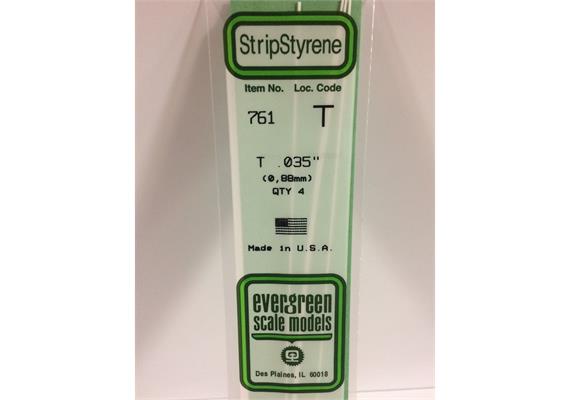 StripStyrene
Item No. Loc. Code
761 T
T .035"
(0,88mm)
QTY 4
Made in U.S.A.
evergreen
scale models
Des Plaines, IL 60018